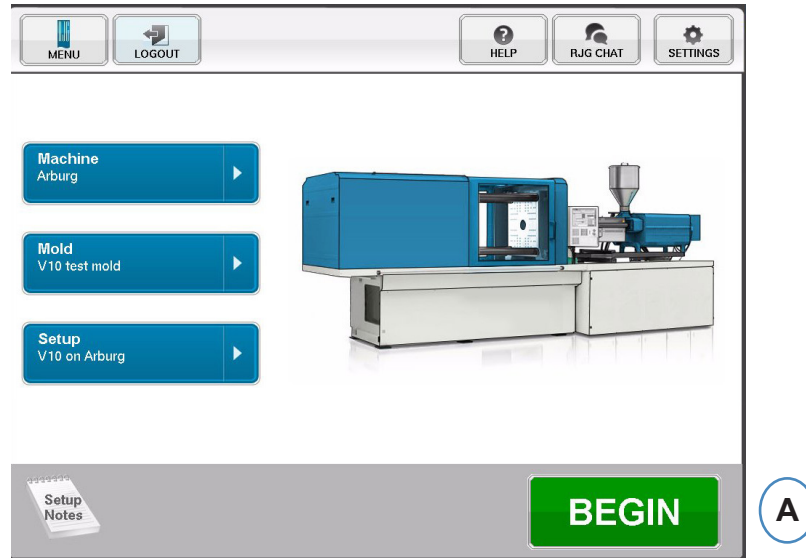 MENU
LOGOUT
HELP
RJG CHAT
SETTINGS
Machine
Arburg
Mold
V10 test mold
Setup
V10 on Arburg
Setup
Notes
BEGIN
A